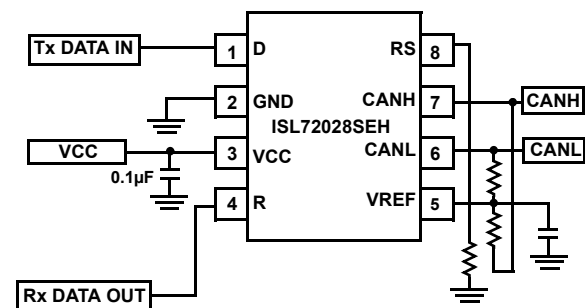 Tx DATA IN
1 D
RS 8
2 GND
CANH 7
CANH
ISL72028SEH
VCC
3 VCC
CANL 6
CANL
0.1µF
4 R
VREF 5
Rx DATA OUT